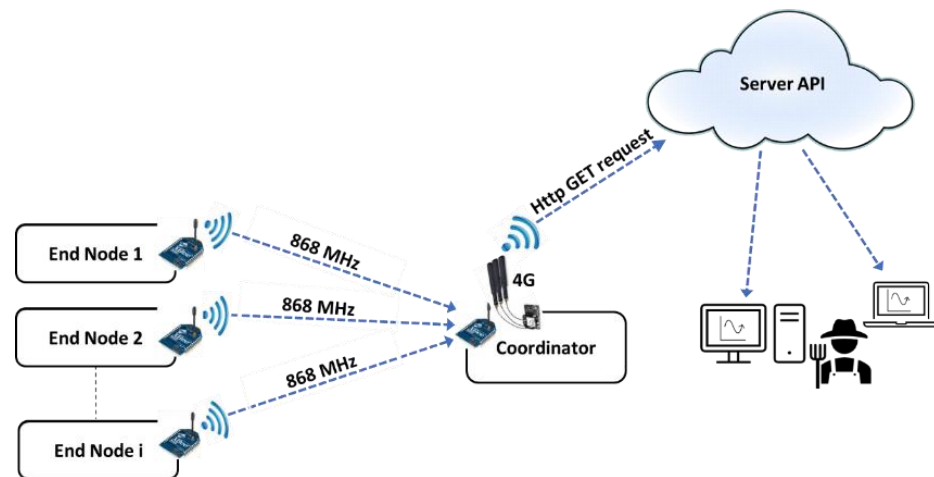 Server API
Http GET request
End Node 1
868 MHz
4G
End Node 2
868 MHz
Coordinator
868 MHz
End Node i